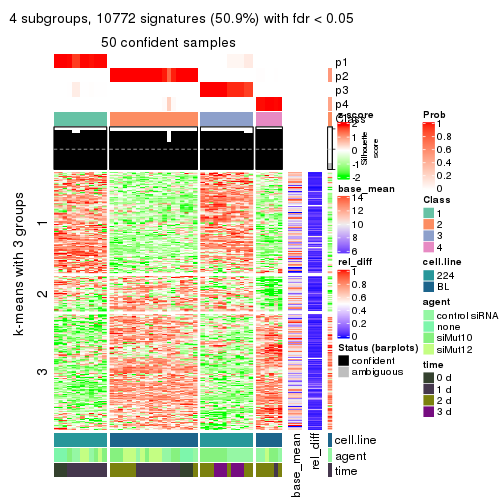 4 subgroups, 10772 signatures (50.9%) with fdr < 0.05
50 confident samples
p1
p2
p3
p4
Class
Silhouette
score
k-means with 3 groups
1
2
3
base_mean
rel_diff
cell.line
agent
time
z-score
2
1
0
-1
-2
base_mean
14
12
10
8
6
rel_diff
1
0.8
0.6
0.4
0.2
0
Status (barplots)
confident
ambiguous
Prob
1
0.8
0.6
0.4
0.2
0
Class
1
2
3
4
cell.line
224
BL
agent
control siRNA
none
siMut10
siMut12
time
0 d
1 d
2 d
3 d